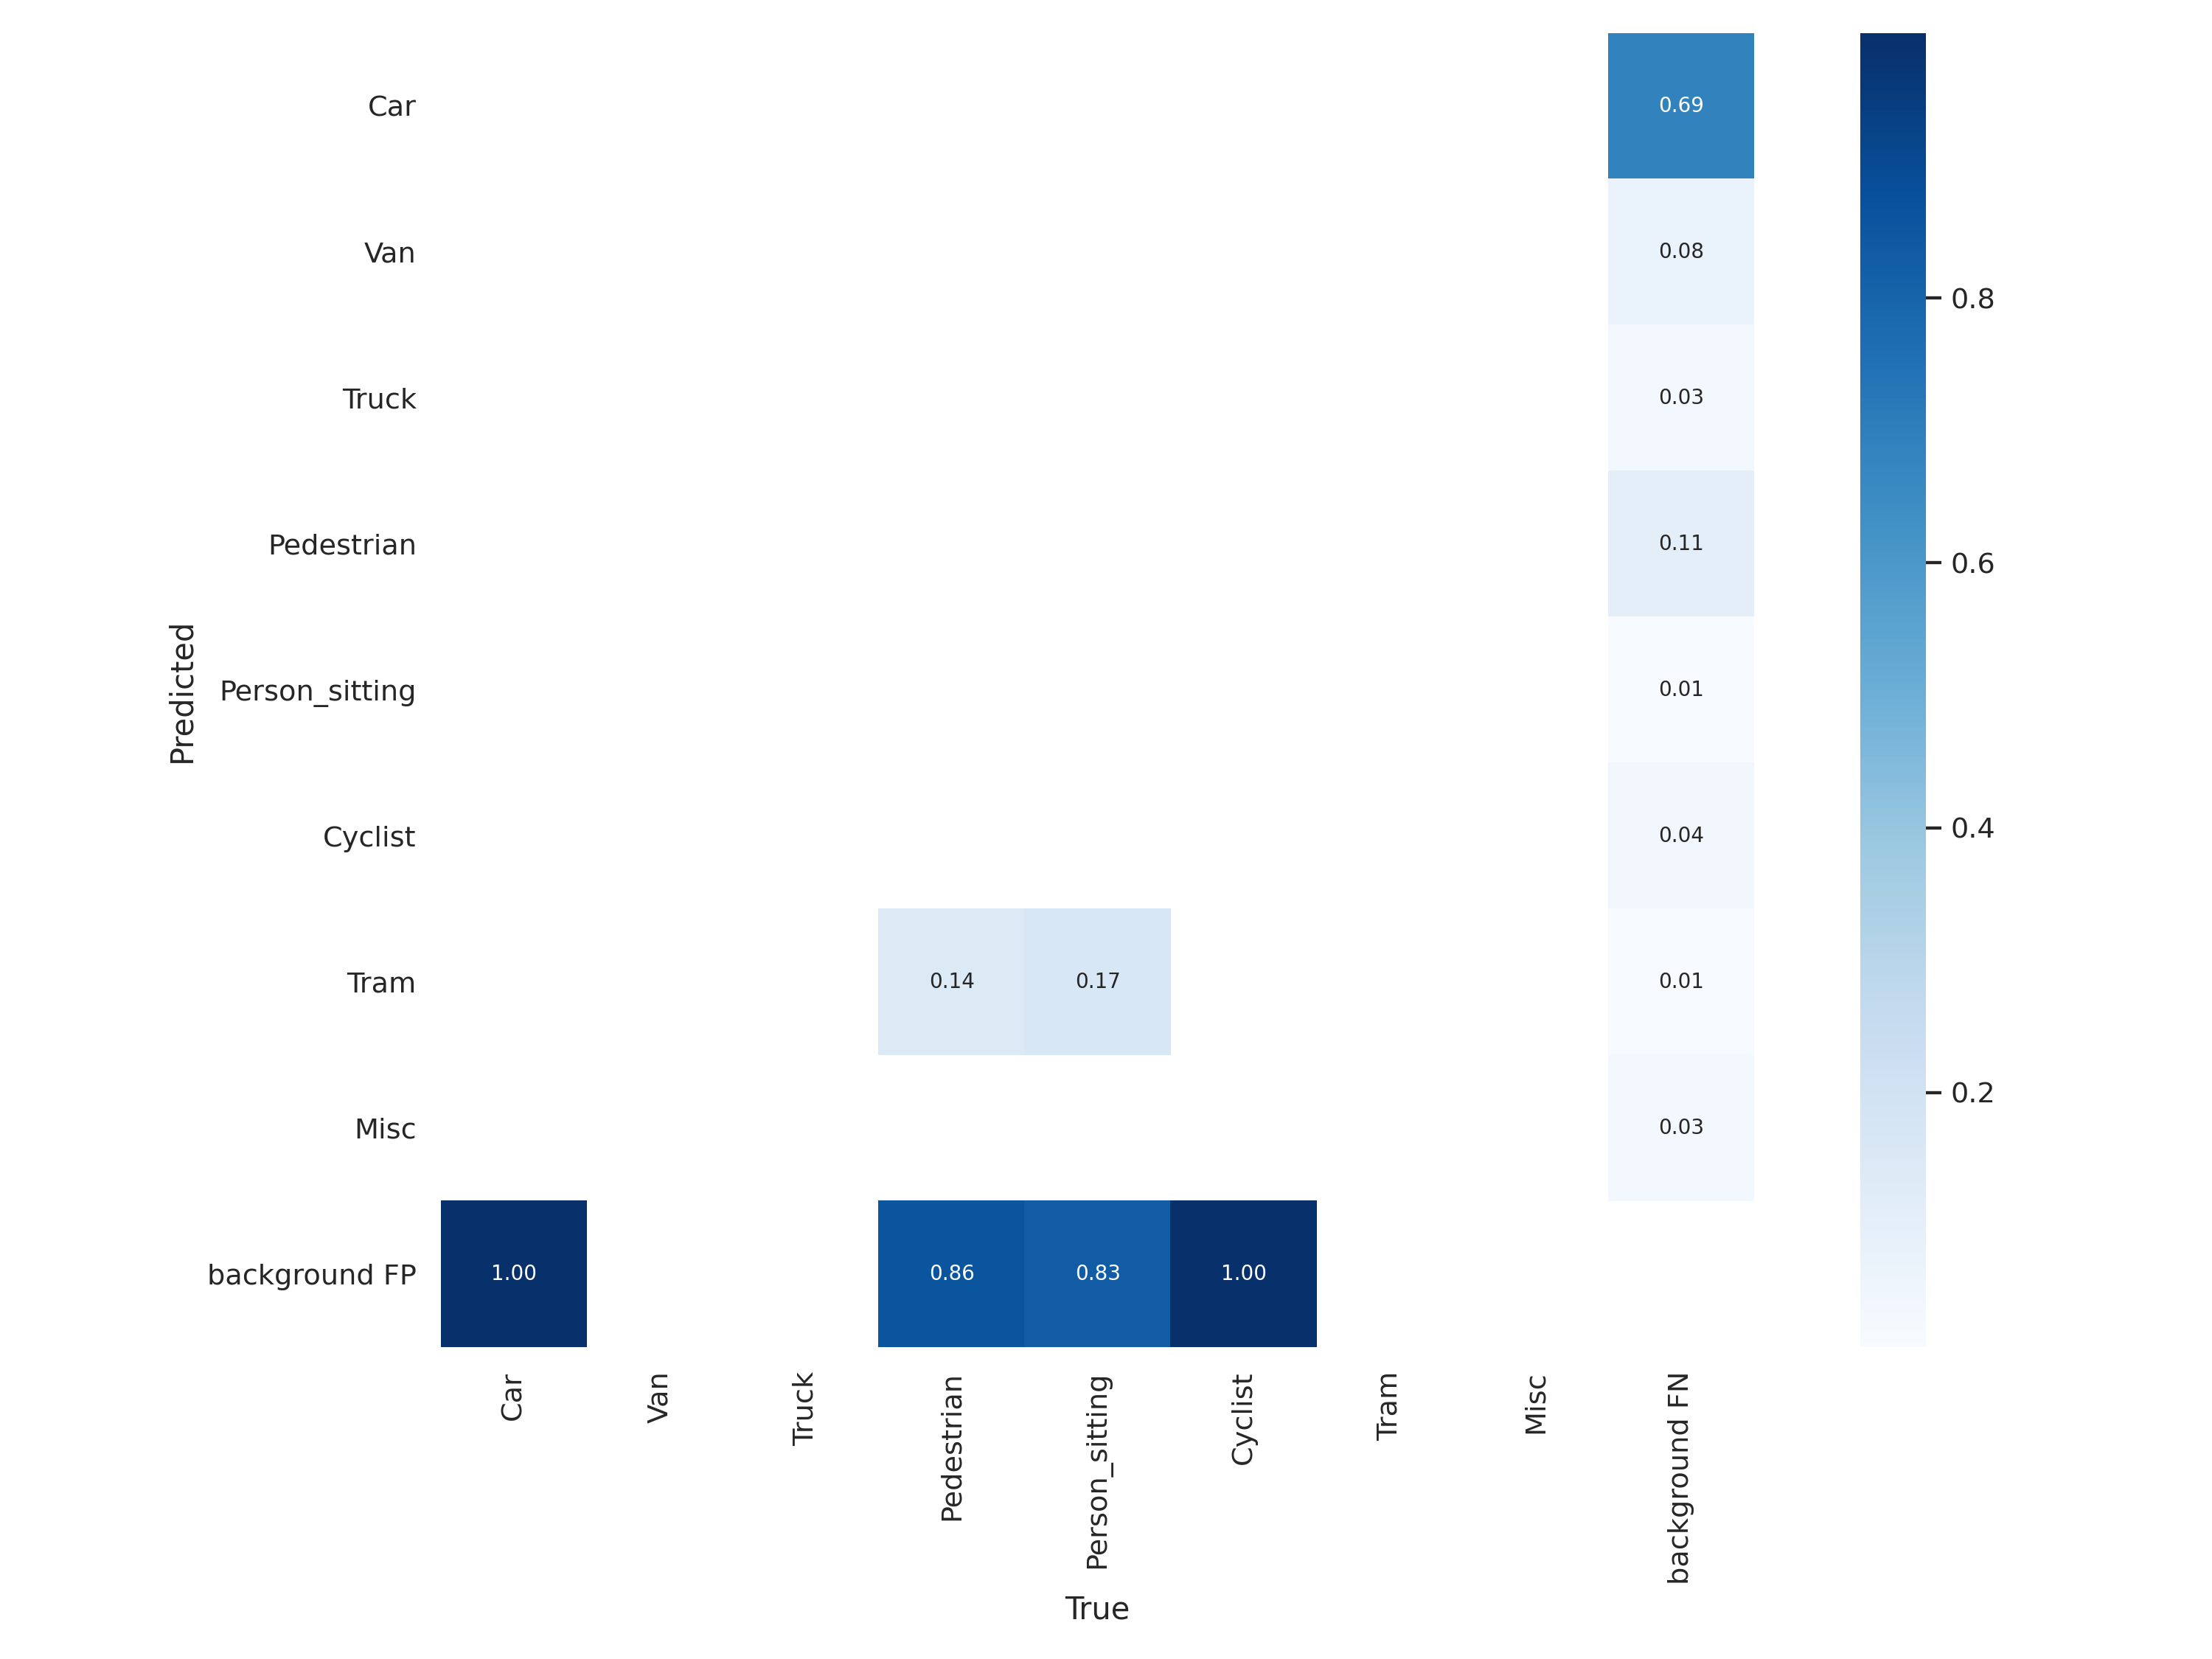 Car
0.69
Van
0.08
0.8
Truck
0.03
Pedestrian
0.11
0.6
Predicted
Person_sitting
0.01
Cyclist
0.04
0.4
Tram
0.14
0.17
0.01
Misc
0.03
0.2
background FP
1.00
0.86
0.83
1.00
Car
Van
Truck
Pedestrian
Person_sitting
Cyclist
Tram
Misc
background FN
True